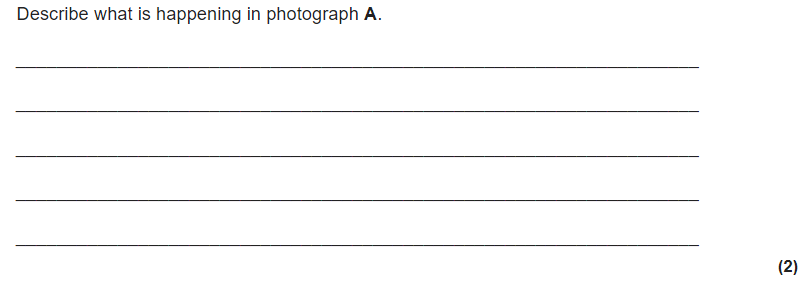 Describe what is happening in photograph A.
(2)